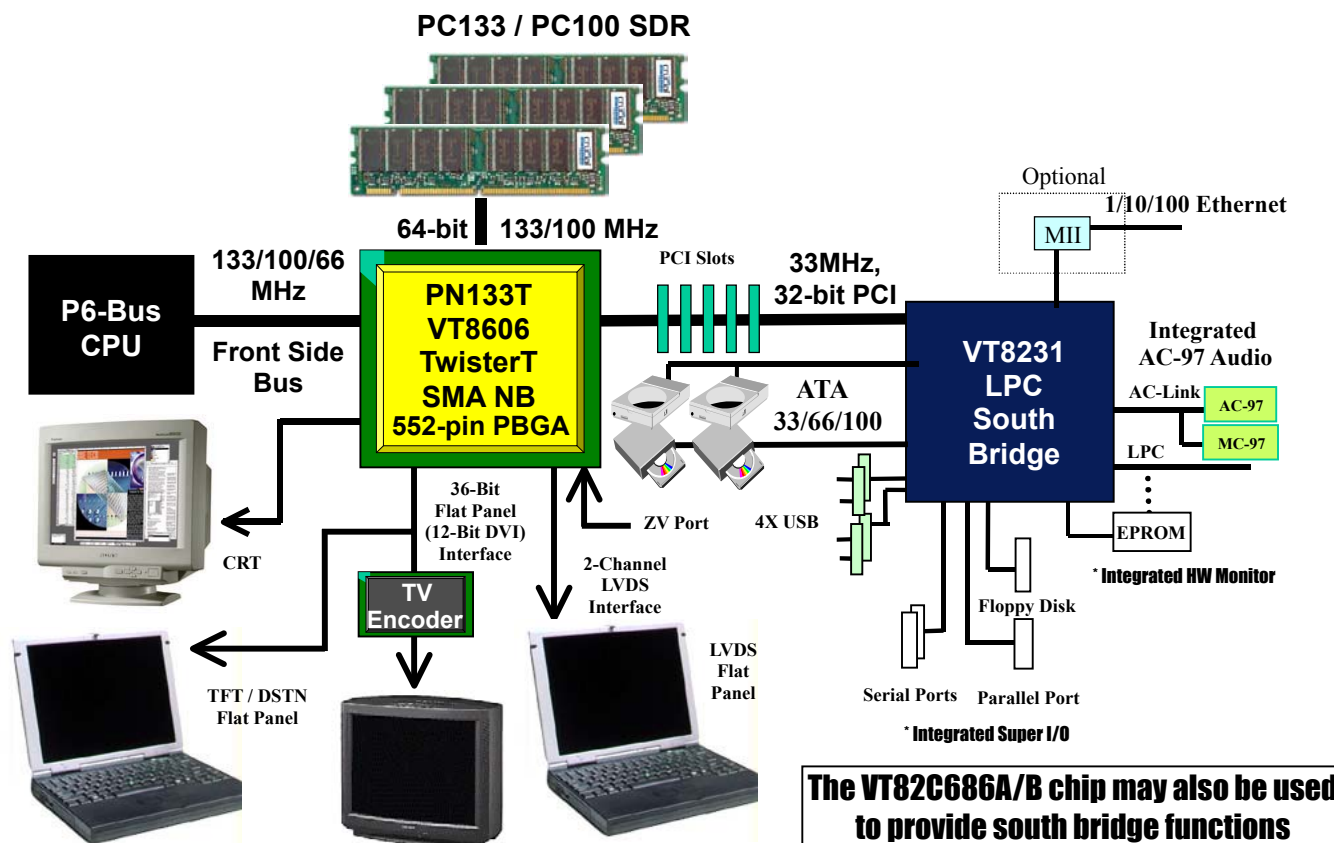 PC133 / PC100 SDR
64-bit
133/100 MHz
Optional
1/10/100 Ethernet
MII
P6-Bus
CPU
133/100/66
MHz
Front Side
Bus
PN133T
VT8606
TwisterT
SMA NB
552-pin PBGA
PCI Slots
33MHz,
32-bit PCI
ATA
33/66/100
VT8231
LPC
South
Bridge
Integrated
AC-97 Audio
AC-Link
AC-97
MC-97
LPC
EPROM
* Integrated HW Monitor
CRT
36-Bit
Flat Panel
(12-Bit DVI)
Interface
ZV Port
4X USB
2-Channel
LVDS
Interface
TV
Encoder
Floppy Disk
Serial Ports
Parallel Port
* Integrated Super I/O
TFT / DSTN
Flat Panel
LVDS
Flat
Panel
The VT82C686A/B chip may also be used
to provide south bridge functions